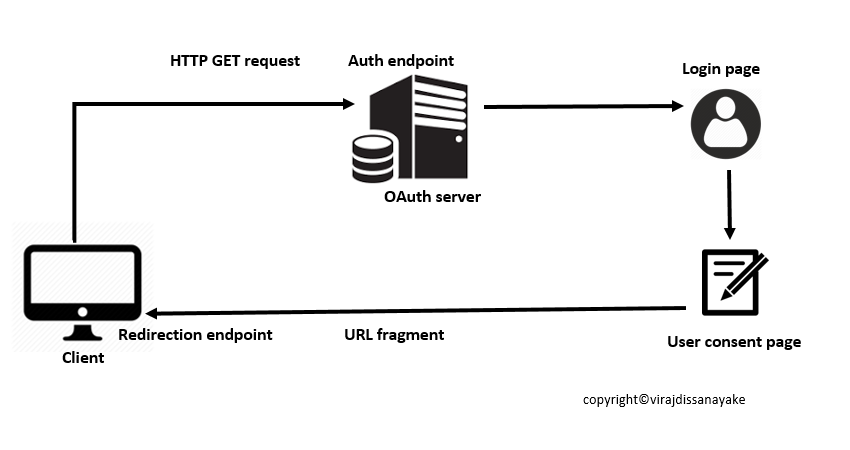 HTTP GET request
Auth endpoint
Login page
OAuth server
Redirection endpoint
URL fragment
User consent page
Client
copyright©virajdissanayake